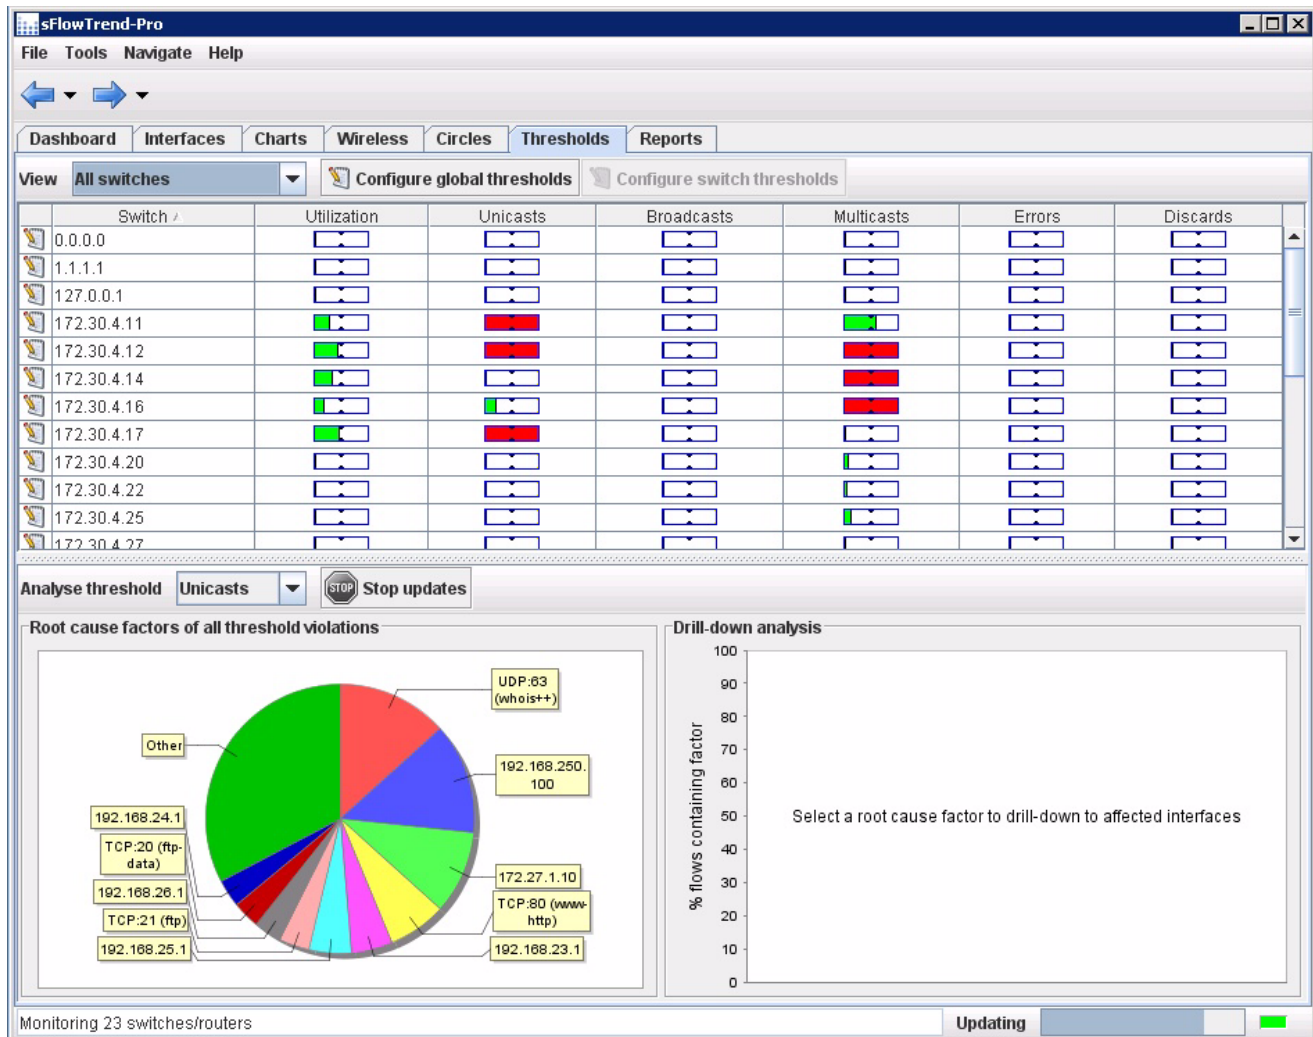 sFlowTrend-Pro
File Tools Navigate Help
Dashboard Interfaces Charts Wireless Circles Thresholds Reports
View All switches Configure global thresholds Configure switch thresholds
Switch Utilization Unicasts Broadcasts Multicasts Errors Discards
0.0.0.0
1.1.1.1
127.0.0.1
172.30.4.11
172.30.4.12
172.30.4.14
172.30.4.16
172.30.4.17
172.30.4.20
172.30.4.22
172.30.4.25
172.30.4.27
Analyse threshold Unicasts STOP Stop updates
Root cause factors of all threshold violations
UDP:63
(whois++)
Other
192.168.250.
100
192.168.24.1
TCP:20 (ftp-
data)
172.27.1.10
192.168.26.1
TCP:80 (www-
http)
TCP:21 (ftp)
192.168.25.1
192.168.23.1
Drill-down analysis
% flows containing factor
100
90
80
70
60
50
40
30
20
10
0
Select a root cause factor to drill-down to affected interfaces
Monitoring 23 switches/routers
Updating